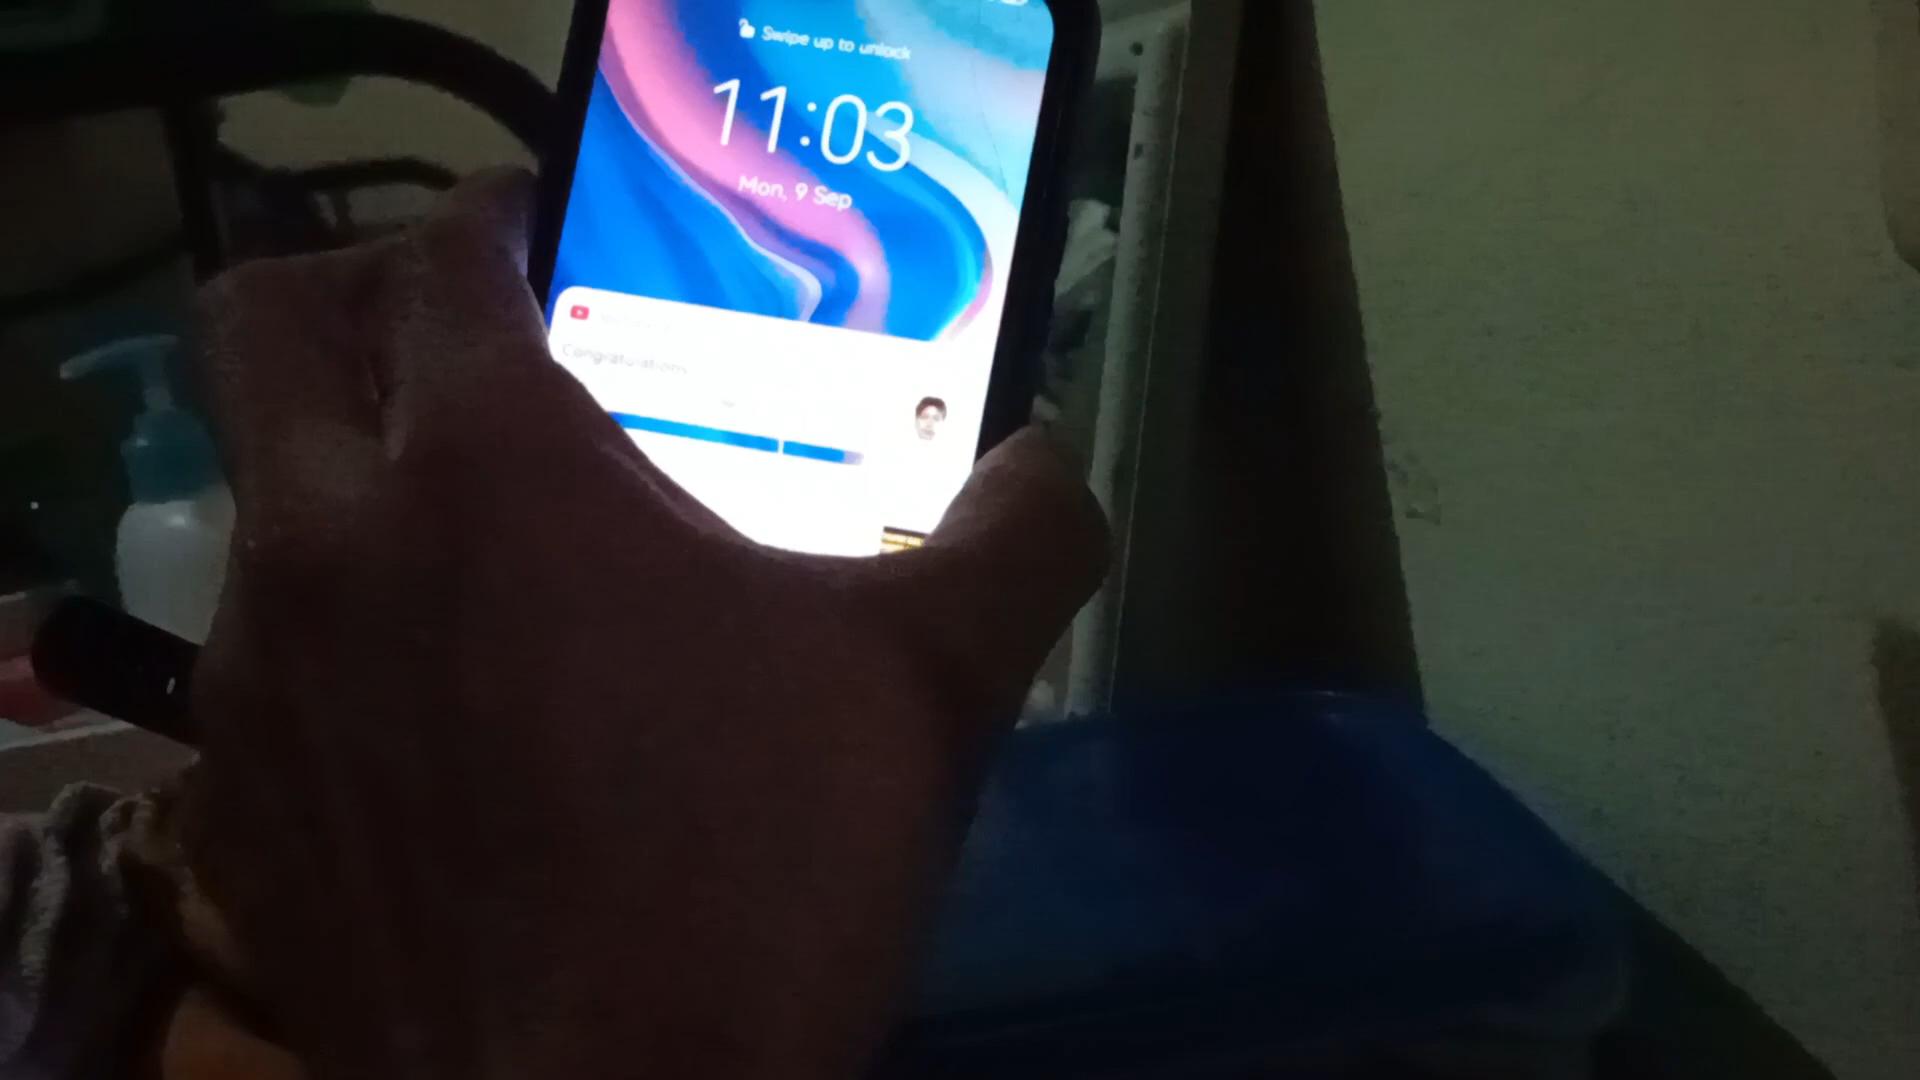 Swipe up to unlock
11:03
Mon, 9 Sep
Congratulations